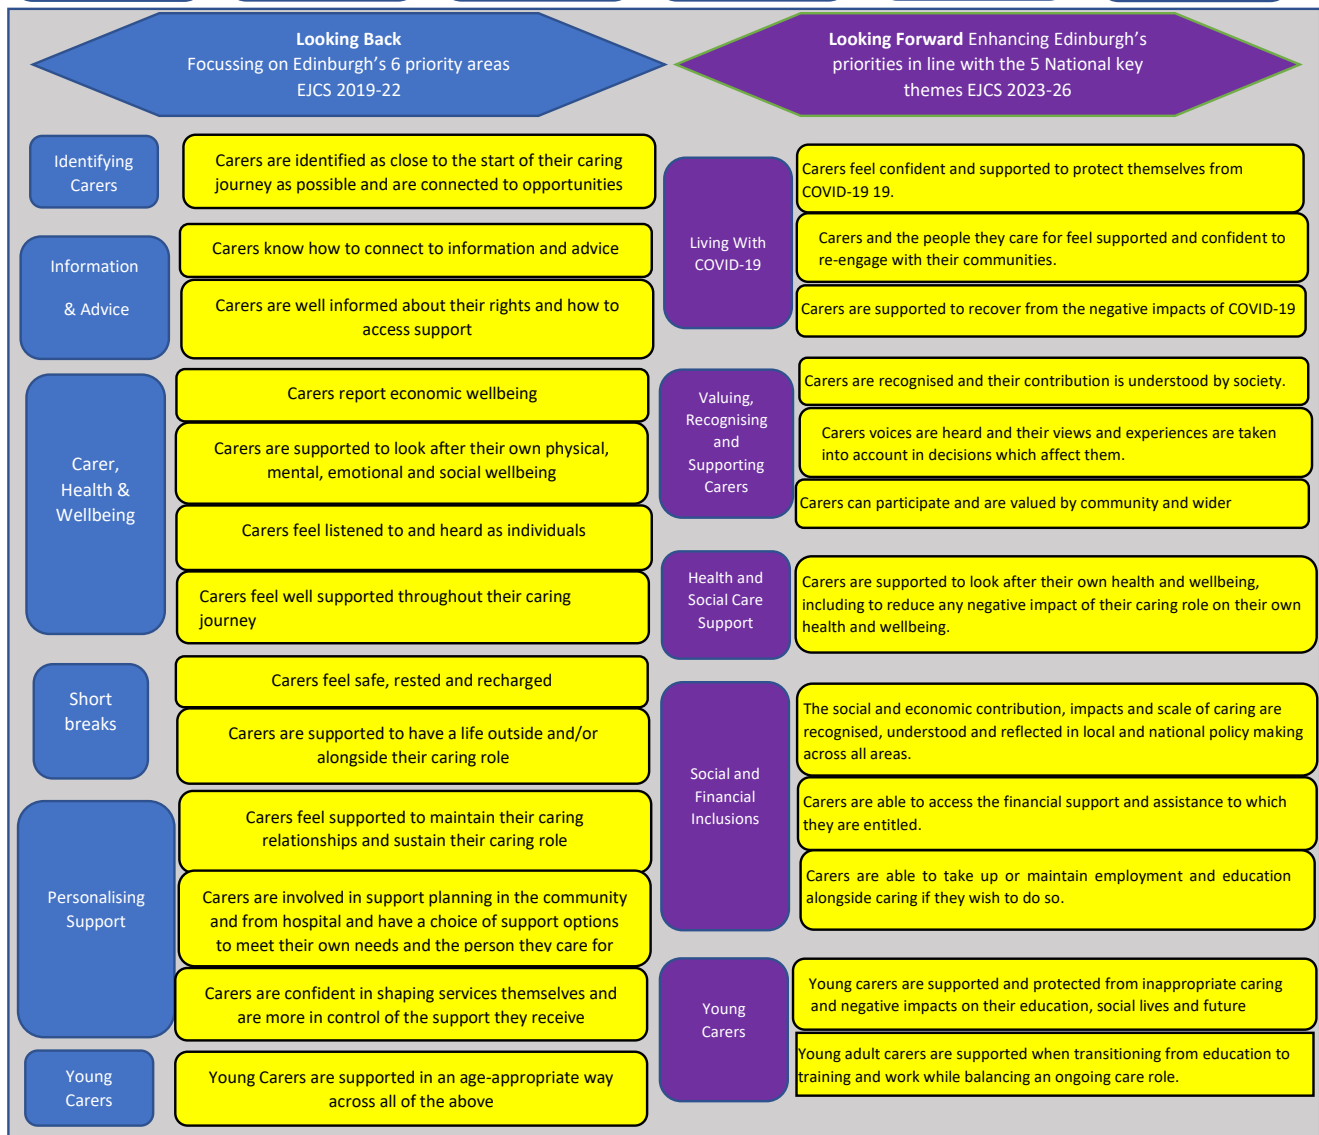 Looking Back
Focussing on Edinburgh's 6 priority areas
EJCS 2019-22
Identifying
Carers
Carers are identified as close to the start of their caring
journey as possible and are connected to opportunities
Information
& Advice
Carers know how to connect to information and advice
Carers are well informed about their rights and how to
access support
Carer,
Health &
Wellbeing
Carers report economic wellbeing
Carers are supported to look after their own physical,
mental, emotional and social wellbeing
Carers feel listened to and heard as individuals
Carers feel well supported throughout their caring
journey
Short
breaks
Carers feel safe, rested and recharged
Carers are supported to have a life outside and/or
alongside their caring role
Personalising
Support
Carers feel supported to maintain their caring
relationships and sustain their caring role
Carers are involved in support planning in the community
and from hospital and have a choice of support options
to meet their own needs and the person they care for
Carers are confident in shaping services themselves and
are more in control of the support they receive
Young
Carers
Young Carers are supported in an age-appropriate way
across all of the above
Looking Forward Enhancing Edinburgh's
priorities in line with the 5 National key
themes EJCS 2023-26
Living With
COVID-19
Carers feel confident and supported to protect themselves from
COVID-19 19.
Carers and the people they care for feel supported and confident to
re-engage with their communities.
Carers are supported to recover from the negative impacts of COVID-19
Valuing,
Recognising
and
Supporting
Carers
Carers are recognised and their contribution is understood by society.
Carers voices are heard and their views and experiences are taken
into account in decisions which affect them.
Carers can participate and are valued by community and wider
Health and
Social Care
Support
Carers are supported to look after their own health and wellbeing,
including to reduce any negative impact of their caring role on their own
health and wellbeing.
Social and
Financial
Inclusions
The social and economic contribution, impacts and scale of caring are
recognised, understood and reflected in local and national policy making
across all areas.
Carers are able to access the financial support and assistance to which
they are entitled.
Carers are able to take up or maintain employment and education
alongside caring if they wish to do so.
Young
Carers
Young carers are supported and protected from inappropriate caring
and negative impacts on their education, social lives and future
Young adult carers are supported when transitioning from education to
training and work while balancing an ongoing care role.